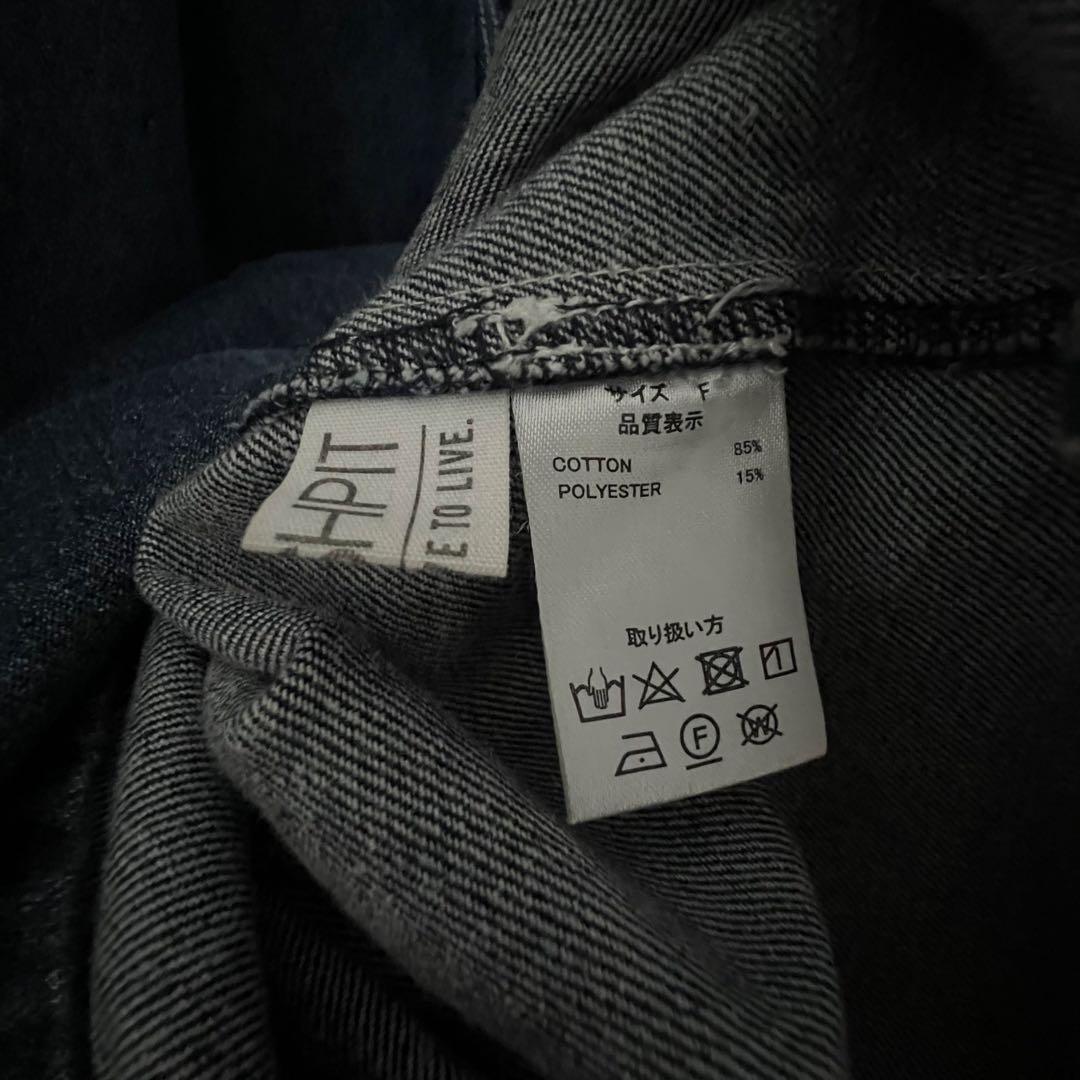 HPIT
E TO LIVE.
サイズ F
品質表示
COTTON 85%
POLYESTER 15%
取り扱い方
F
W